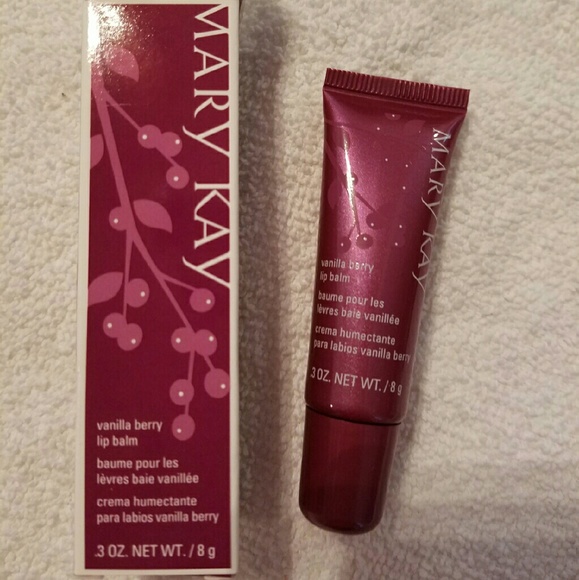 MARY KAY
vanilla berry
lip balm
baume pour les
lèvres baie vanillée
crema humectante
para labios vanilla berry
.3 OZ. NET WT. / 8 g
MARY KAY
vanilla berry
lip balm
baume pour les
lèvres baie vanillée
crema humectante
para labios vanilla berry
.3 OZ. NET WT. / 8 g